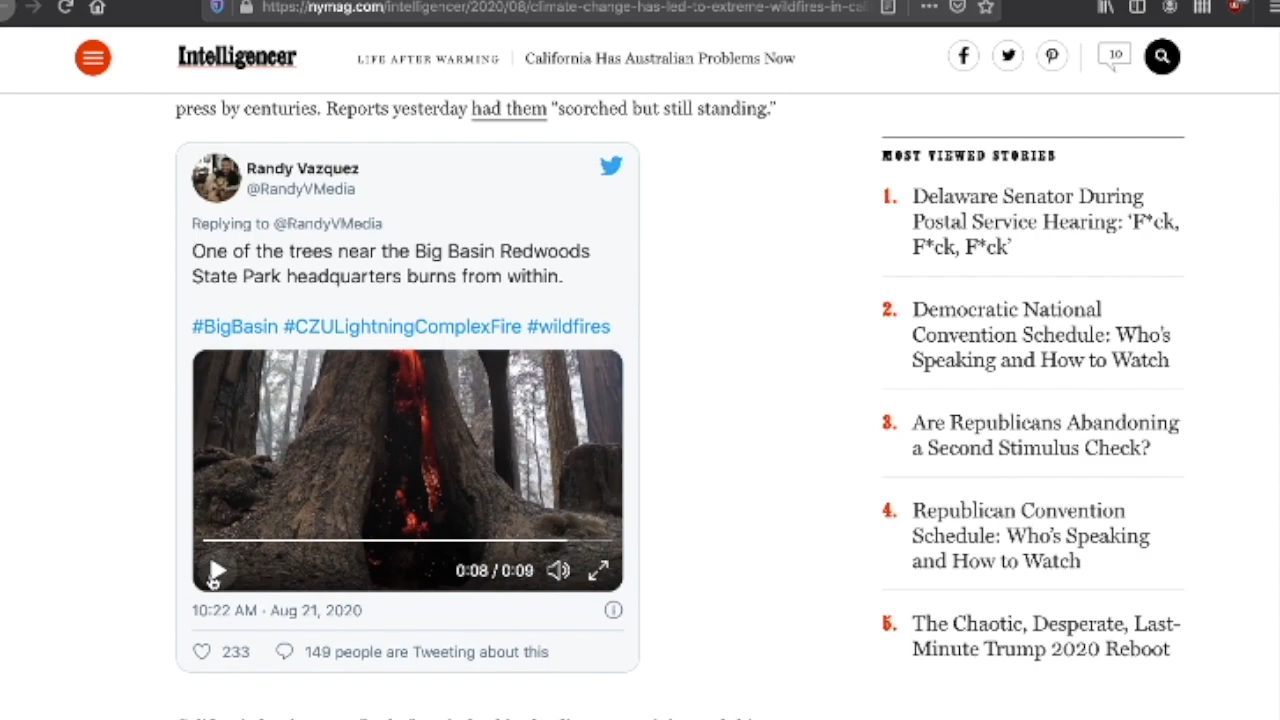 https://nymag.com/intelligencer/2020/08/climate-change-has-led-to-extreme-wildfires-in-cal
Intelligencer
LIFE AFTER WARMING
California Has Australian Problems Now
10
press by centuries. Reports yesterday had them “scorched but still standing.”
Randy Vazquez
@RandyVMedia
Replying to @RandyVMedia
One of the trees near the Big Basin Redwoods
State Park headquarters burns from within.
#BigBasin #CZULightningComplexFire #wildfires
0:08 / 0:09
10:22 AM · Aug 21, 2020
233
149 people are Tweeting about this
MOST VIEWED STORIES
1. Delaware Senator During
Postal Service Hearing: ‘F*ck,
F*ck, F*ck’
2. Democratic National
Convention Schedule: Who’s
Speaking and How to Watch
3. Are Republicans Abandoning
a Second Stimulus Check?
4. Republican Convention
Schedule: Who’s Speaking
and How to Watch
5. The Chaotic, Desperate, Last-
Minute Trump 2020 Reboot